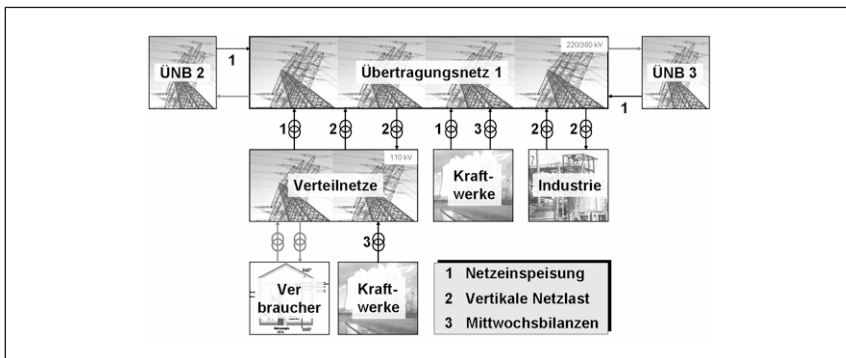 220/380 kV
ÜNB 2
1
Übertragungsnetz 1
ÜNB 3
1
1
2
2
1
3
2
2
110 kV
Verteilnetze
Kraft-
werke
Industrie
3
Ver
braucher
Kraft-
werke
1 Netzeinspeisung
2 Vertikale Netzlast
3 Mittwochsbilanzen